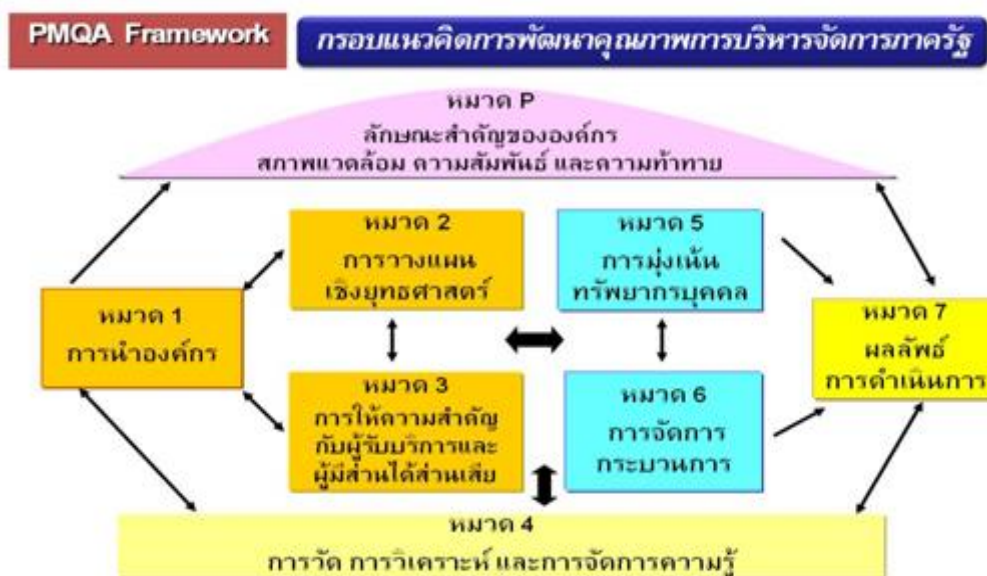 PMQA Framework
กรอบแนวคิดการพัฒนาคุณภาพการบริหารจัดการภาครัฐ
หมวด P
ลักษณะสำคัญขององค์กร
สภาพแวดล้อม ความสัมพันธ์ และความท้าทาย
หมวด 1
การนำองค์กร
หมวด 2
การวางแผน
เชิงยุทธศาสตร์
หมวด 3
การให้ความสำคัญ
กับผู้รับบริการและ
ผู้มีส่วนได้ส่วนเสีย
หมวด 5
การมุ่งเน้น
ทรัพยากรบุคคล
หมวด 6
การจัดการ
กระบวนการ
หมวด 7
ผลลัพธ์
การดำเนินการ
หมวด 4
การวัด การวิเคราะห์ และการจัดการความรู้